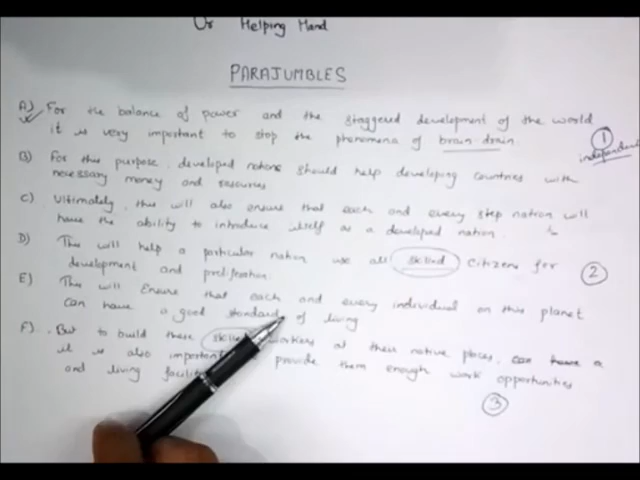 Ur Helping Hand
PARAJUMBLES
A) For the balance of power and the staggered development of the world
it is very important to stop the phenomena of brain drain.
1
independent
B) For this purpose, developed nations should help developing countries with
necessary money and resources
C) Ultimately, this will also ensure that each and every step nation will
have the ability to introduce itself as a developed nation.
D) This will help a particular nation use all skilled citizens for
development and proliferation.
2
E) This will Ensure that each and every individual on this planet
can have a good standard of living
F) But to build these workers at their native places, can have a
it is also important provide them enough work opportunities
and living
3